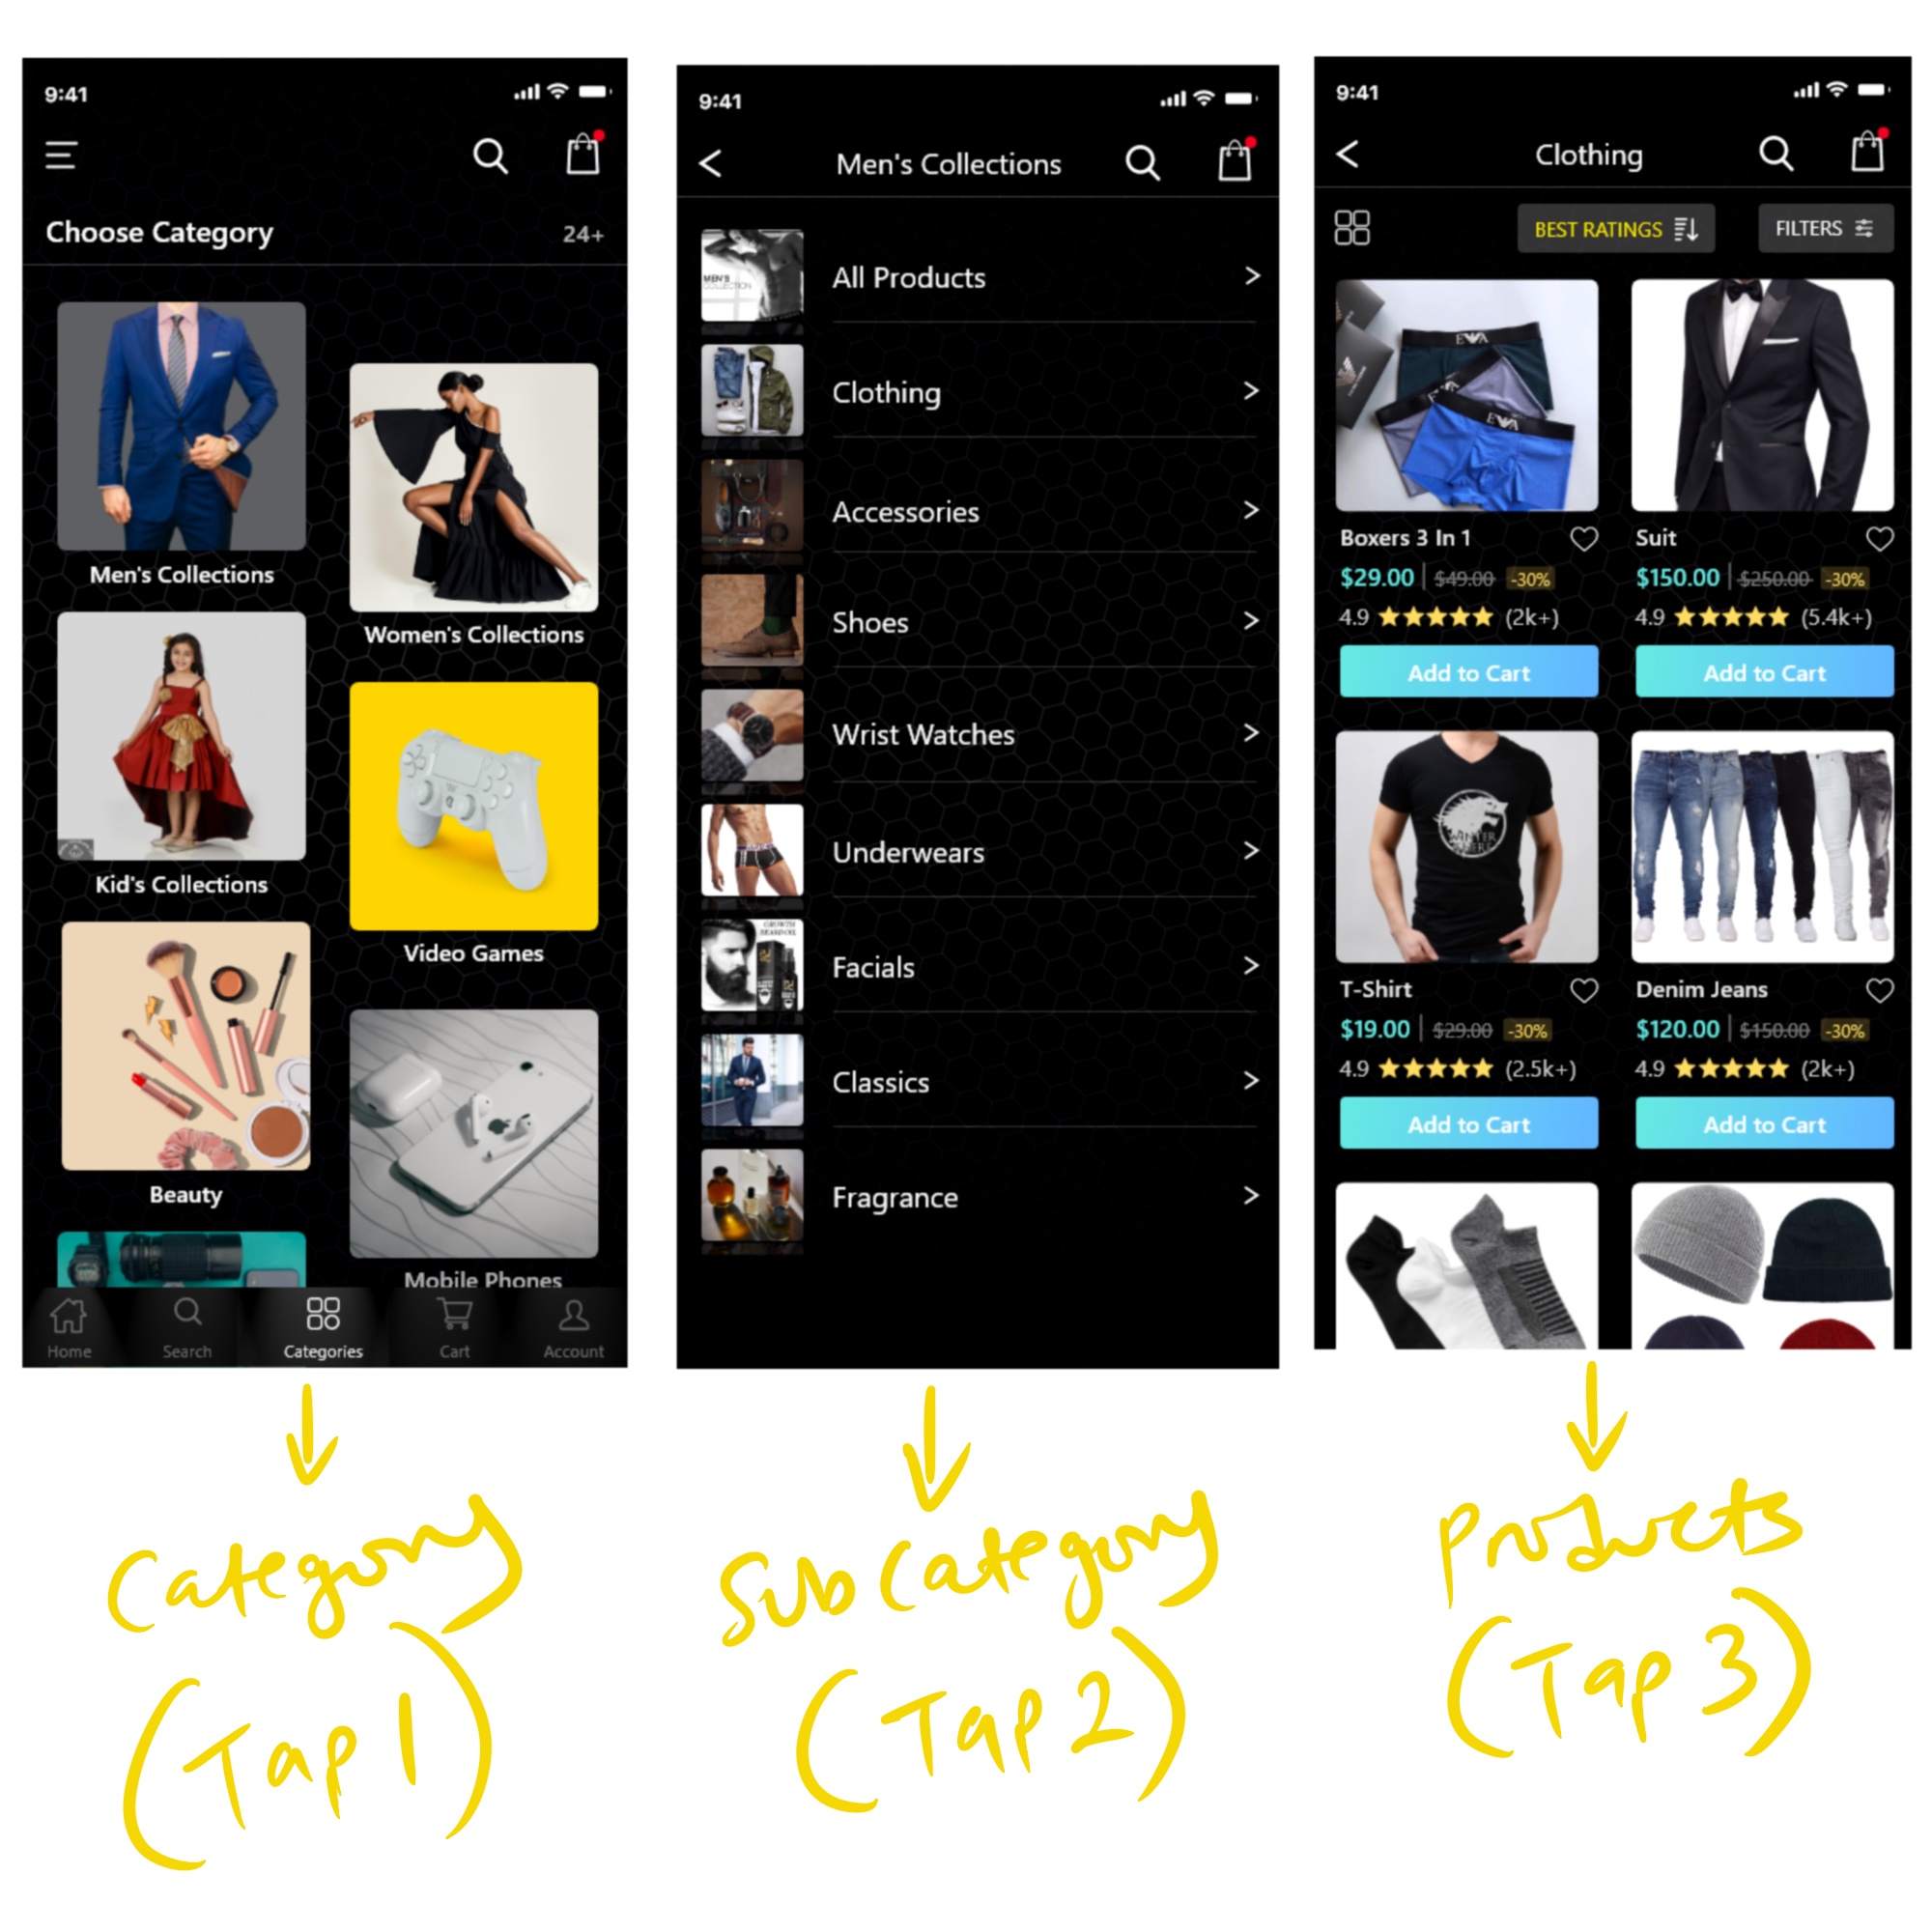 9:41
Choose Category 24+
Men's Collections
Women's Collections
Kid's Collections
Video Games
Beauty
Mobile Phones
Home Search Categories Cart Account
9:41
Men's Collections
MEN'S
COLLECTION
All Products
Clothing
Accessories
Shoes
Wrist Watches
Underwears
GROWTH
BEARD OIL
Facials
Classics
Fragrance
9:41
Clothing
BEST RATINGS FILTERS
Boxers 3 In 1
$29.00 | $49.00 -30%
4.9 (2k+)
Add to Cart
Suit
$150.00 | $250.00 -30%
4.9 (5.4k+)
Add to Cart
T-Shirt
$19.00 | $29.00 -30%
4.9 (2.5k+)
Add to Cart
Denim Jeans
$120.00 | $150.00 -30%
4.9 (2k+)
Add to Cart
Category
(Tap 1)
Sub Category
(Tap 2)
Products
(Tap 3)